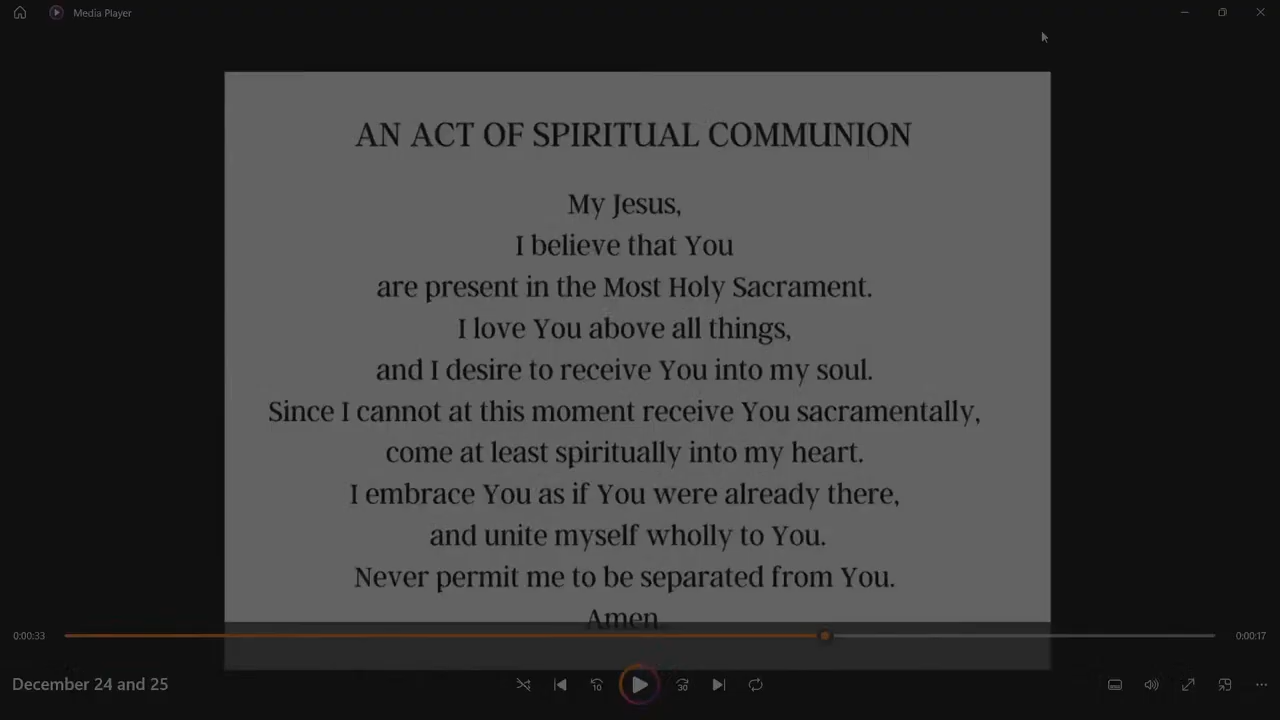 Media Player
AN ACT OF SPIRITUAL COMMUNION
My Jesus,
I believe that You
are present in the Most Holy Sacrament.
I love You above all things,
and I desire to receive You into my soul.
Since I cannot at this moment receive You sacramentally,
come at least spiritually into my heart.
I embrace You as if You were already there,
and unite myself wholly to You.
Never permit me to be separated from You.
Amen.
0:00:33
0:00:17
December 24 and 25
10
30